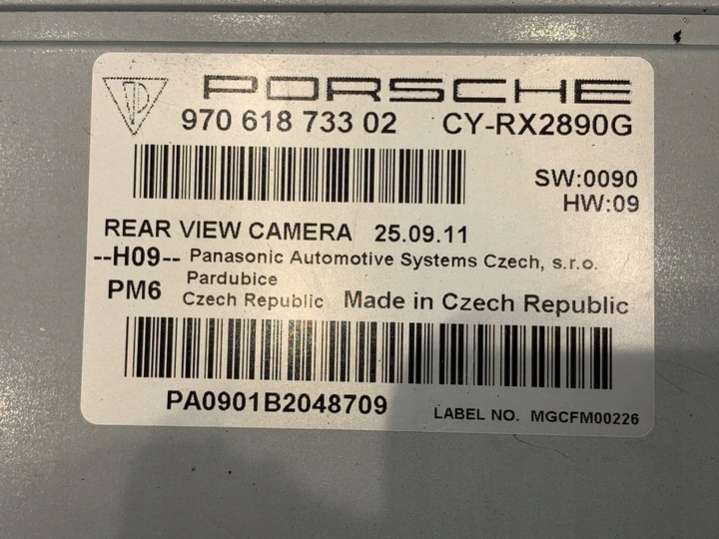 PORSCHE
970 618 733 02 CY-RX2890G
SW:0090
HW:09
REAR VIEW CAMERA 25.09.11
--H09-- Panasonic Automotive Systems Czech, s.r.o.
Pardubice
PM6 Czech Republic Made in Czech Republic
PA0901B2048709
LABEL NO. MGCFM00226